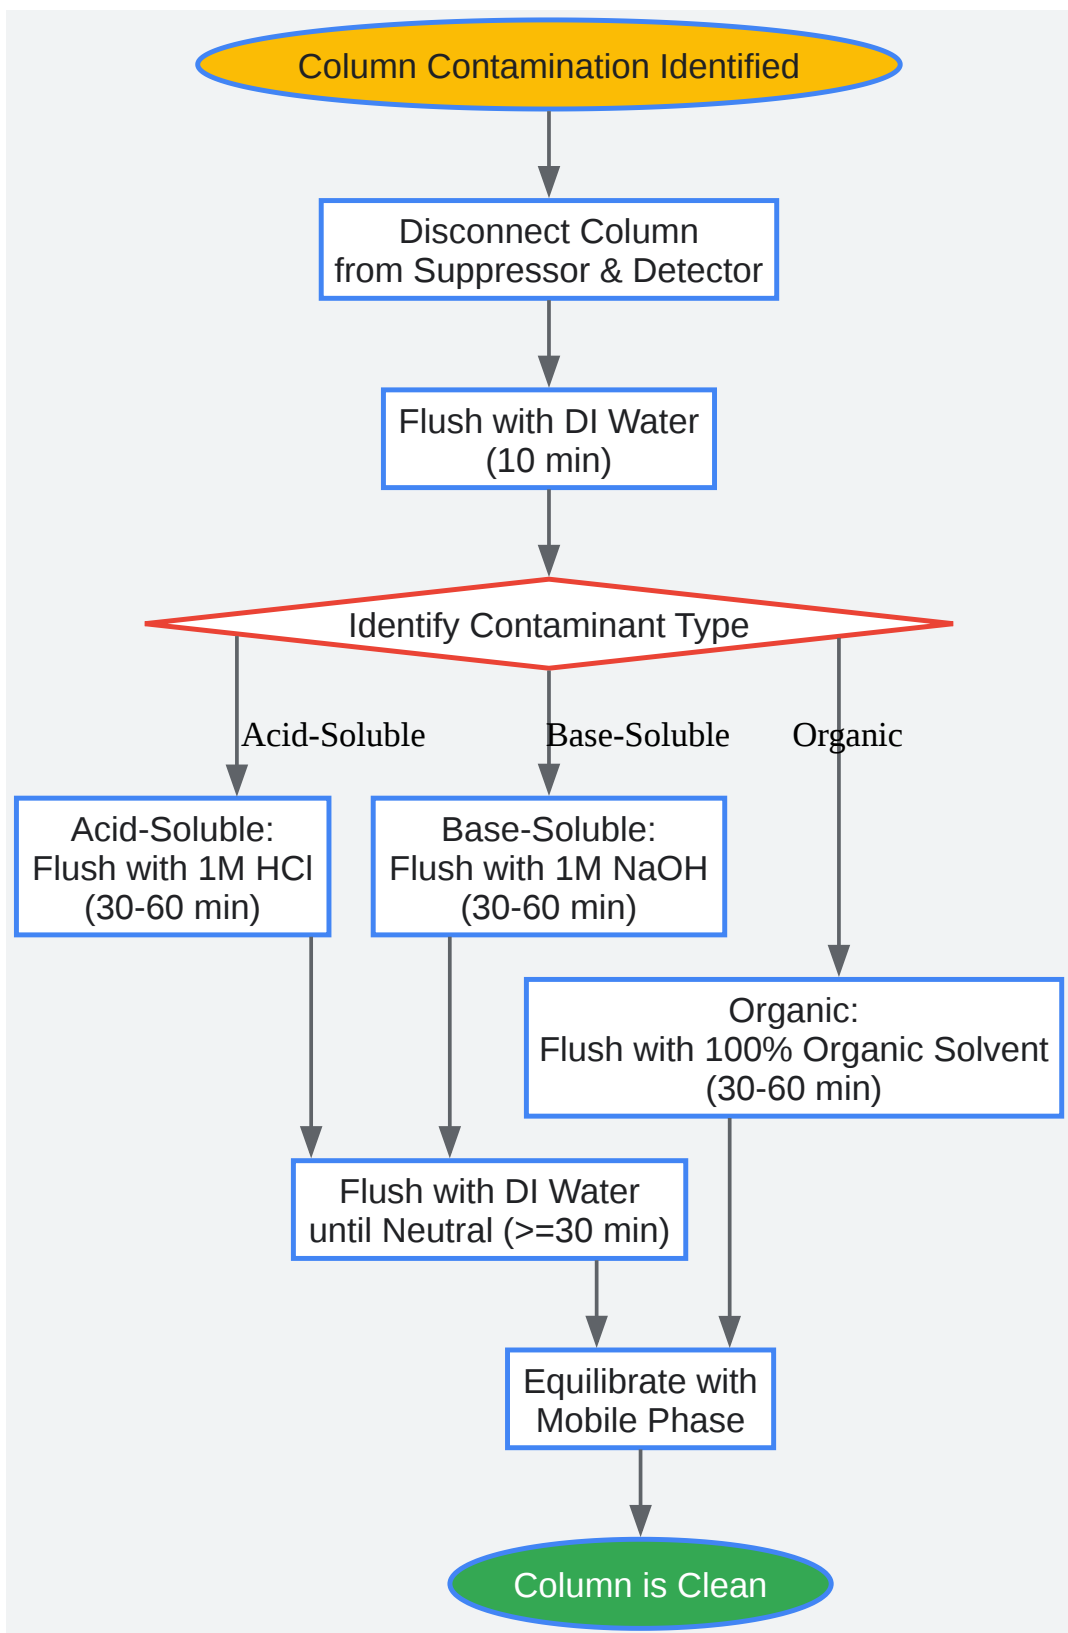 Column Contamination Identified
Disconnect Column
from Suppressor & Detector
Flush with DI Water
(10 min)
Identify Contaminant Type
Acid-Soluble
Base-Soluble
Organic
Acid-Soluble:
Flush with 1M HCl
(30-60 min)
Base-Soluble:
Flush with 1M NaOH
(30-60 min)
Organic:
Flush with 100% Organic Solvent
(30-60 min)
Flush with DI Water
until Neutral (>=30 min)
Equilibrate with
Mobile Phase
Column is Clean